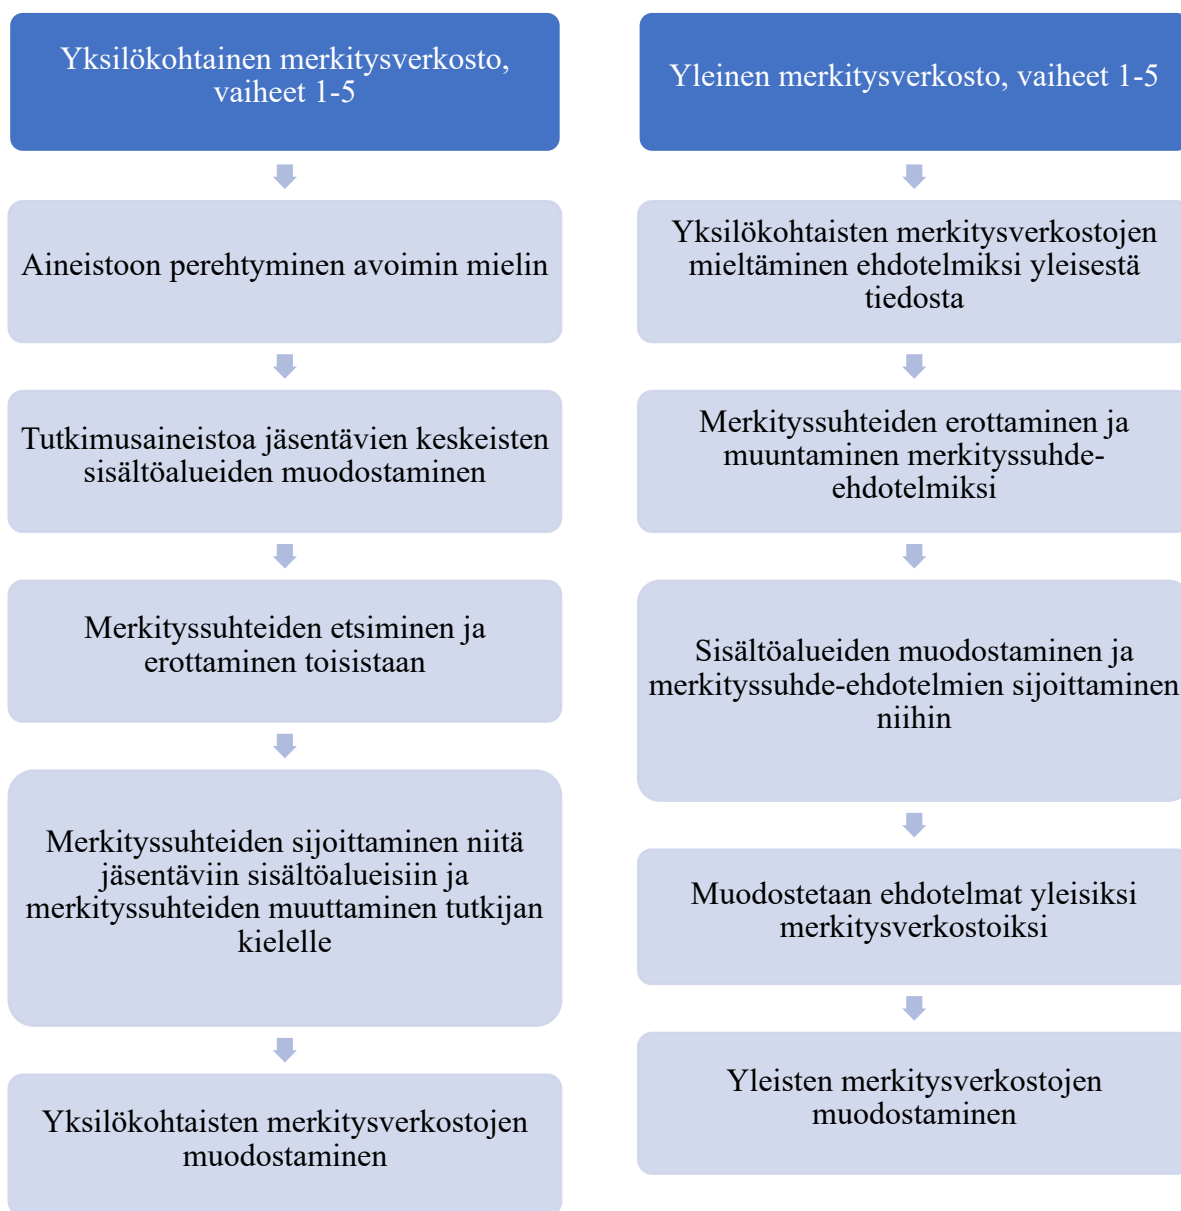 Yksilökohtainen merkitysverkosto,
vaiheet 1-5
Aineistoon perehtyminen avoimin mielin
Tutkimusaineistoa jäsentävien keskeisten
sisältöalueiden muodostaminen
Merkityssuhteiden etsiminen ja
erottaminen toisistaan
Merkityssuhteiden sijoittaminen niitä
jäsentäviin sisältöalueisiin ja
merkityssuhteiden muuttaminen tutkijan
kielelle
Yksilökohtaisten merkitysverkostojen
muodostaminen
Yleinen merkitysverkosto, vaiheet 1-5
Yksilökohtaisten merkitysverkostojen
mieltäminen ehdotelmiksi yleisestä
tiedosta
Merkityssuhteiden erottaminen ja
muuntaminen merkityssuhde-
ehdotelmiksi
Sisältöalueiden muodostaminen ja
merkityssuhde-ehdotelmien sijoittaminen
niihin
Muodostetaan ehdotelmat yleisiksi
merkitysverkostoiksi
Yleisten merkitysverkostojen
muodostaminen